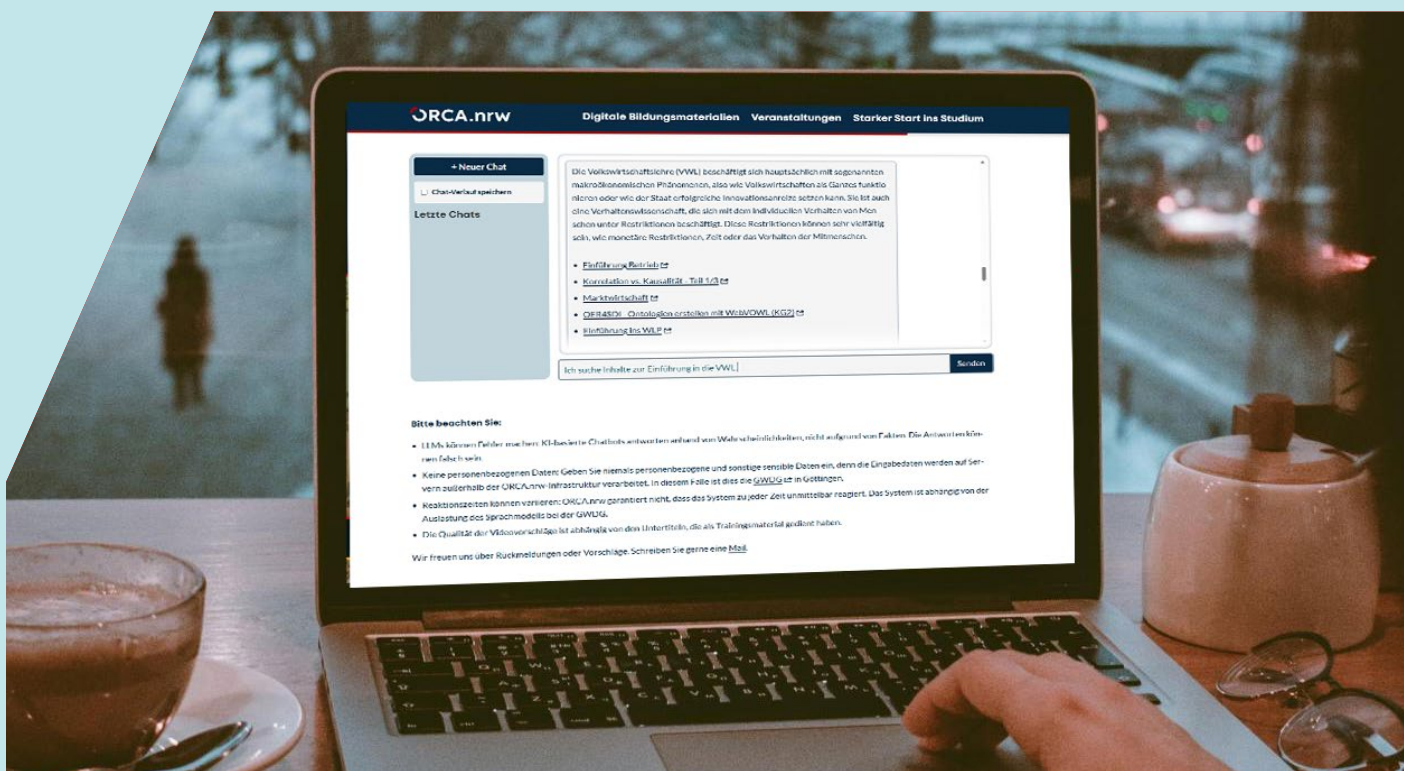 ORCA.nrw
Digitale Bildungsmaterialien Veranstaltungen Starker Start ins Studium
+ Neuer Chat
Chat-Verlauf speichern
Letzte Chats
Die Volkswirtschaftslehre (VWL) beschäftigt sich hauptsächlich mit sogenannten
makroökonomischen Phänomenen, also wie Volkswirtschaften als Ganzes funktio
nieren oder wie der Staat erfolgreiche Innovationsanreize setzen kann. Sie ist auch
eine Verhaltenswissenschaft, die sich mit dem individuellen Verhalten von Men
schen unter Restriktionen beschäftigt. Diese Restriktionen können sehr vielfältig
sein, wie monetäre Restriktionen, Zeit oder das Verhalten der Mitmenschen.
• Einführung Betrieb
• Korrelation vs. Kausalität - Teil 1/3
• Marktwirtschaft
• OER4SDI_Ontologien erstellen mit WebVOWL (KG2)
• Einführung ins WLP
Ich suche Inhalte zur Einführung in die VWL
Senden
Bitte beachten Sie:
• LLMs können Fehler machen: KI-basierte Chatbots antworten anhand von Wahrscheinlichkeiten, nicht aufgrund von Fakten. Die Antworten kön-
nen falsch sein.
• Keine personenbezogenen Daten: Geben Sie niemals personenbezogene und sonstige sensible Daten ein, denn die Eingabedaten werden auf Ser-
vern außerhalb der ORCA.nrw-Infrastruktur verarbeitet. In diesem Falle ist dies die GWDG in Göttingen.
• Reaktionszeiten können variieren: ORCA.nrw garantiert nicht, dass das System zu jeder Zeit unmittelbar reagiert. Das System ist abhängig von der
Auslastung des Sprachmodells bei der GWDG.
• Die Qualität der Videovorschläge ist abhängig von den Untertiteln, die als Trainingsmaterial gedient haben.
Wir freuen uns über Rückmeldungen oder Vorschläge. Schreiben Sie gerne eine Mail.